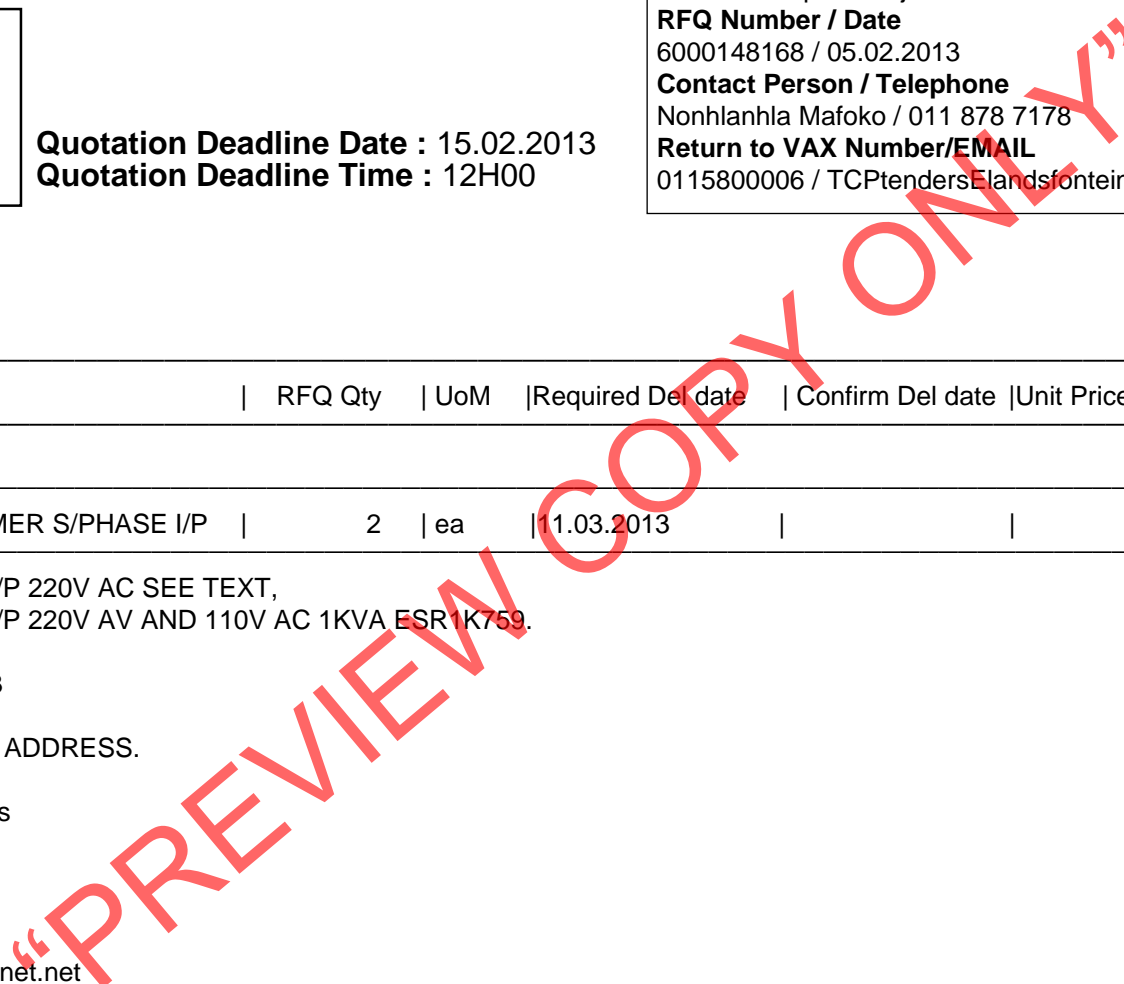 RFQ Number / Date
6000148168 / 05.02.2013
Contact Person / Telephone
Nonhlanhla Mafoko / 011 878 7178
Return to VAX Number/EMAIL
0115800006 / TCPtendersElandsfontein
Quotation Deadline Date : 15.02.2013
Quotation Deadline Time : 12H00
| RFQ Qty | UoM |Required Del date | Confirm Del date |Unit Price
MER S/PHASE I/P | 2 | ea |11.03.2013 | |
/P 220V AC SEE TEXT,
/P 220V AV AND 110V AC 1KVA ESR1K759.
ADDRESS.
s
net.net
“PREVIEW COPY ONLY”